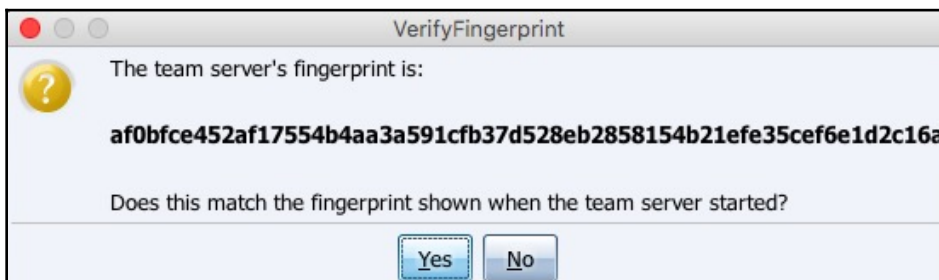 VerifyFingerprint
The team server's fingerprint is:
af0bfce452af17554b4aa3a591cfb37d528eb2858154b21efe35cef6e1d2c16a
Does this match the fingerprint shown when the team server started?
Yes No